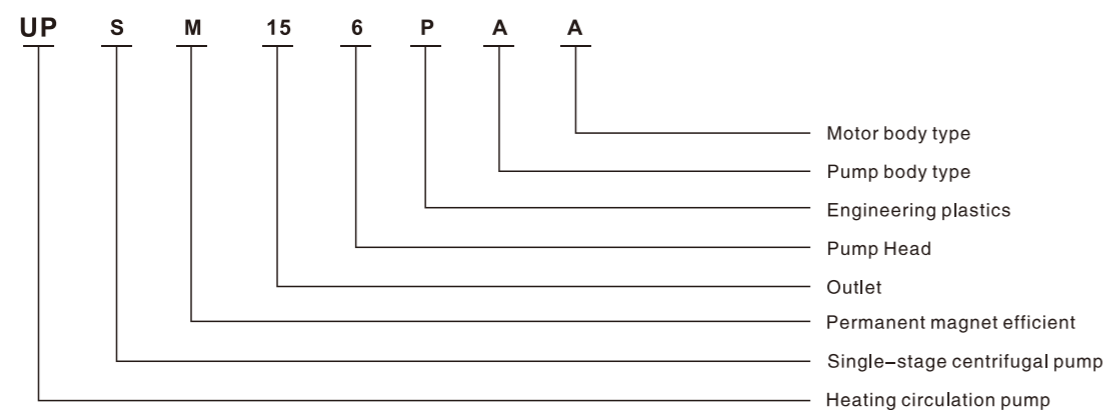 UP S M 15 6 P A A
Motor body type
Pump body type
Engineering plastics
Pump Head
Outlet
Permanent magnet efficient
Single–stage centrifugal pump
Heating circulation pump